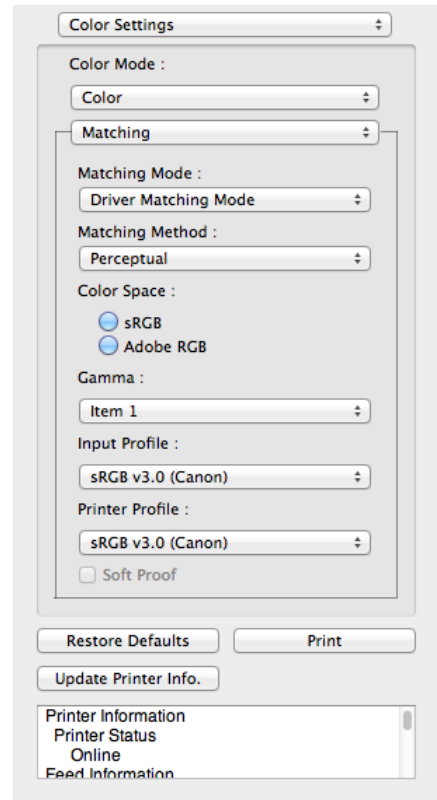 Color Settings
Color Mode :
Color
Matching
Matching Mode :
Driver Matching Mode
Matching Method :
Perceptual
Color Space :
sRGB
Adobe RGB
Gamma :
Item 1
Input Profile :
sRGB v3.0 (Canon)
Printer Profile :
sRGB v3.0 (Canon)
Soft Proof
Restore Defaults
Print
Update Printer Info.
Printer Information
Printer Status
Online
Feed Information